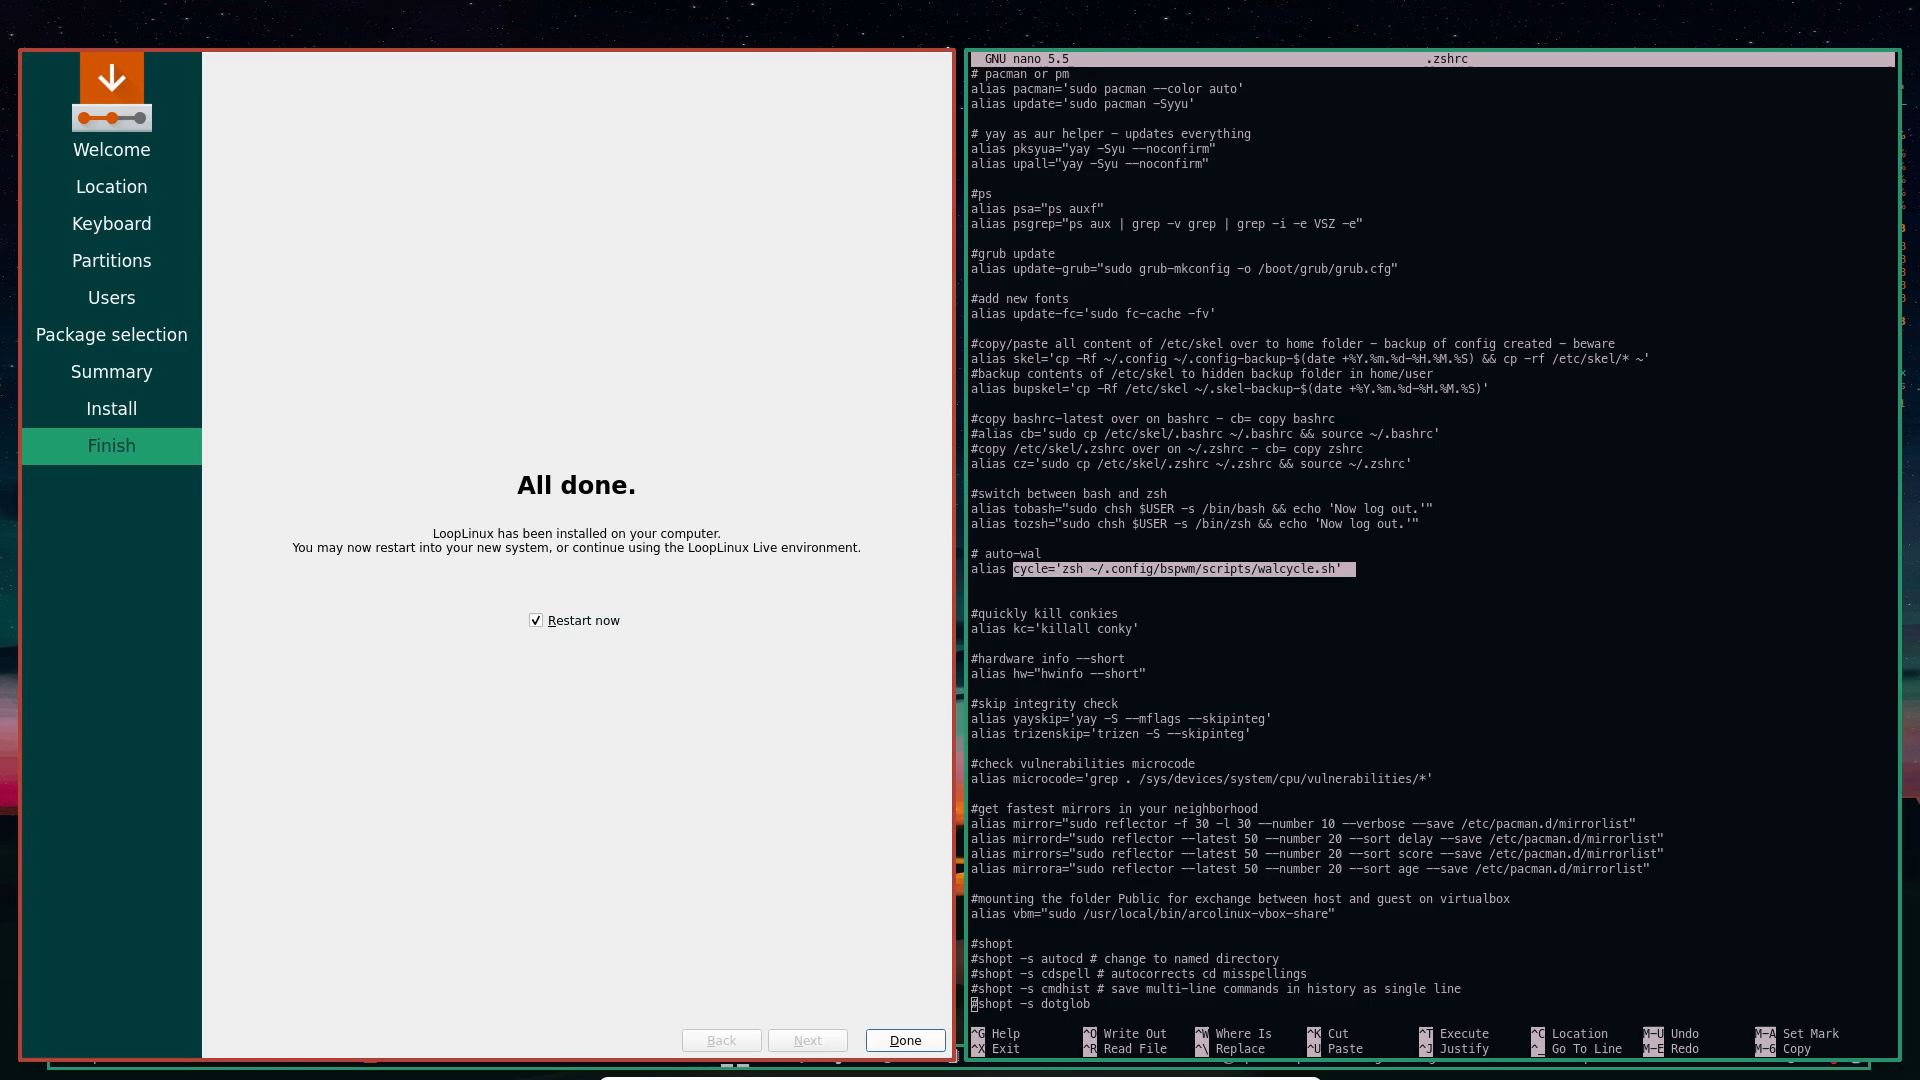 Welcome
Location
Keyboard
Partitions
Users
Package selection
Summary
Install
Finish
All done.
LoopLinux has been installed on your computer.
You may now restart into your new system, or continue using the LoopLinux Live environment.
Restart now
Back Next Done
GNU nano 5.5 .zshrc
# pacman or pm
alias pacman='sudo pacman --color auto'
alias update='sudo pacman -Syyu'
# yay as aur helper - updates everything
alias pksyua="yay -Syu --noconfirm"
alias upall="yay -Syu --noconfirm"
#ps
alias psa="ps auxf"
alias psgrep="ps aux | grep -v grep | grep -i -e VSZ -e"
#grub update
alias update-grub="sudo grub-mkconfig -o /boot/grub/grub.cfg"
#add new fonts
alias update-fc='sudo fc-cache -fv'
#copy/paste all content of /etc/skel over to home folder - backup of config created - beware
alias skel='cp -Rf ~/.config ~/.config-backup-$(date +%Y.%m.%d-%H.%M.%S) && cp -rf /etc/skel/* ~'
#backup contents of /etc/skel to hidden backup folder in home/user
alias bupskel='cp -Rf /etc/skel ~/.skel-backup-$(date +%Y.%m.%d-%H.%M.%S)'
#copy bashrc-latest over on bashrc - cb= copy bashrc
#alias cb='sudo cp /etc/skel/.bashrc ~/.bashrc && source ~/.bashrc'
#copy /etc/skel/.zshrc over on ~/.zshrc - cb= copy zshrc
alias cz='sudo cp /etc/skel/.zshrc ~/.zshrc && source ~/.zshrc'
#switch between bash and zsh
alias tobash="sudo chsh $USER -s /bin/bash && echo 'Now log out.'"
alias tozsh="sudo chsh $USER -s /bin/zsh && echo 'Now log out.'"
# auto-wal
alias cycle='zsh ~/.config/bspwm/scripts/walcycle.sh'
#quickly kill conkies
alias kc='killall conky'
#hardware info --short
alias hw="hwinfo --short"
#skip integrity check
alias yayskip='yay -S --mflags --skipinteg'
alias trizenskip='trizen -S --skipinteg'
#check vulnerabilities microcode
alias microcode='grep . /sys/devices/system/cpu/vulnerabilities/*'
#get fastest mirrors in your neighborhood
alias mirror="sudo reflector -f 30 -l 30 --number 10 --verbose --save /etc/pacman.d/mirrorlist"
alias mirrord="sudo reflector --latest 50 --number 20 --sort delay --save /etc/pacman.d/mirrorlist"
alias mirrors="sudo reflector --latest 50 --number 20 --sort score --save /etc/pacman.d/mirrorlist"
alias mirrora="sudo reflector --latest 50 --number 20 --sort age --save /etc/pacman.d/mirrorlist"
#mounting the folder Public for exchange between host and guest on virtualbox
alias vbm="sudo /usr/local/bin/arcolinux-vbox-share"
#shopt
#shopt -s autocd # change to named directory
#shopt -s cdspell # autocorrects cd misspellings
#shopt -s cmdhist # save multi-line commands in history as single line
#shopt -s dotglob
^G Help ^O Write Out ^W Where Is ^K Cut ^T Execute ^C Location M-U Undo M-A Set Mark
^X Exit ^R Read File ^\ Replace ^U Paste ^J Justify ^_ Go To Line M-E Redo M-6 Copy